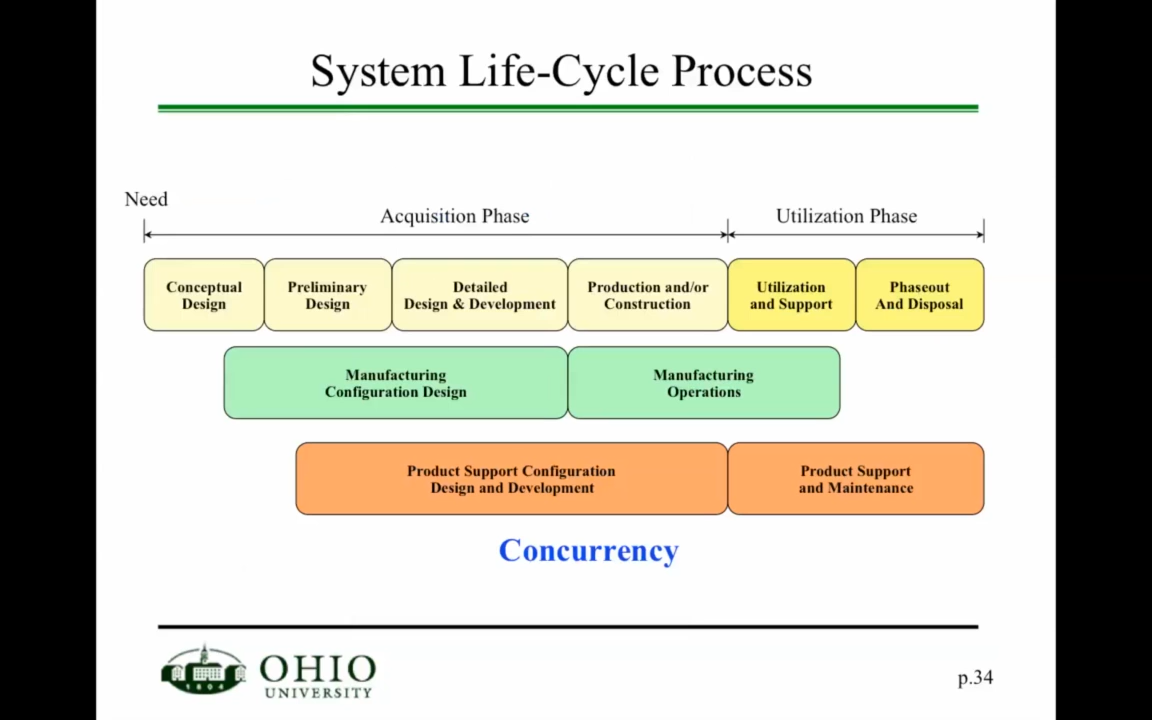 System Life-Cycle Process
Need
Acquisition Phase
Utilization Phase
Conceptual
Design
Preliminary
Design
Detailed
Design & Development
Production and/or
Construction
Utilization
and Support
Phaseout
And Disposal
Manufacturing
Configuration Design
Manufacturing
Operations
Product Support Configuration
Design and Development
Product Support
and Maintenance
Concurrency
1804
OHIO
UNIVERSITY
p.34